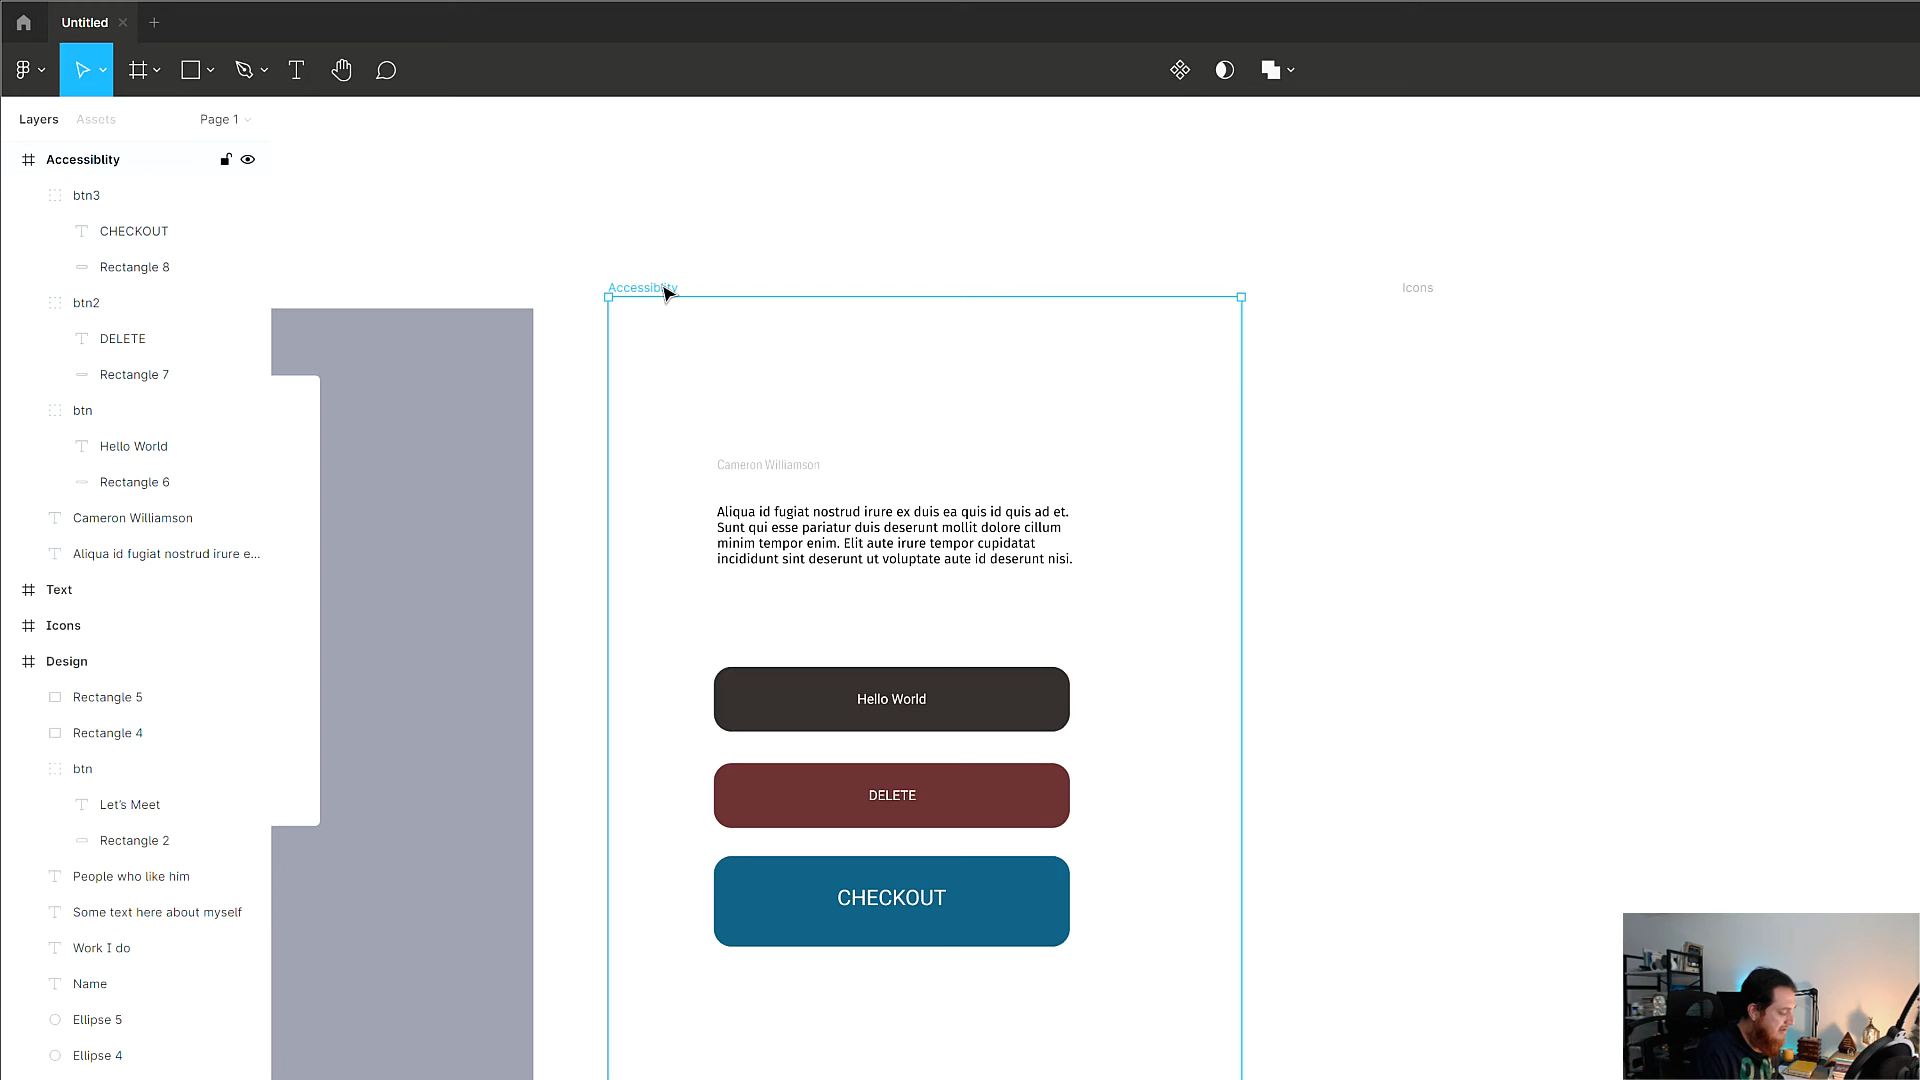 Untitled
Layers
Assets
Page 1
Accessiblity
btn3
CHECKOUT
Rectangle 8
btn2
DELETE
Rectangle 7
btn
Hello World
Rectangle 6
Cameron Williamson
Aliqua id fugiat nostrud irure e...
Text
Icons
Design
Rectangle 5
Rectangle 4
btn
Let's Meet
Rectangle 2
People who like him
Some text here about myself
Work I do
Name
Ellipse 5
Ellipse 4
Accessiblity
Icons
Cameron Williamson
Aliqua id fugiat nostrud irure ex duis ea quis id quis ad et.
Sunt qui esse pariatur duis deserunt mollit dolore cillum
minim tempor enim. Elit aute irure tempor cupidatat
incididunt sint deserunt ut voluptate aute id deserunt nisi.
Hello World
DELETE
CHECKOUT